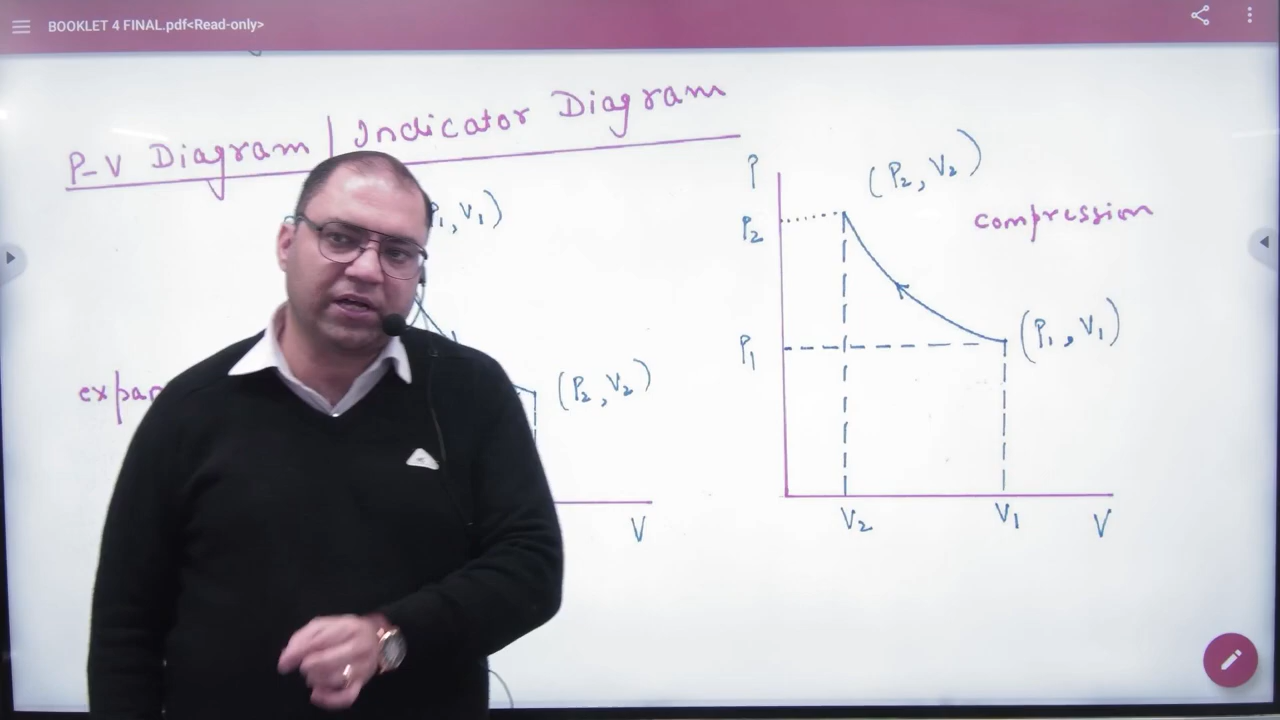 BOOKLET 4 FINAL.pdf<Read-only>
P-V Diagram | Indicator Diagram
P
(P2, V2)
, V1)
compression
P2
P1
(P1, V1)
(P2, V2)
V
V2
V1
V